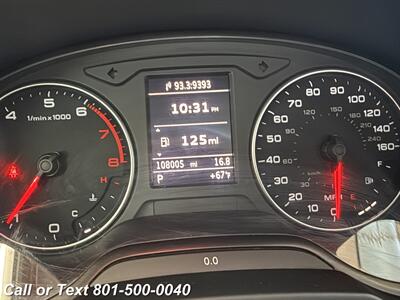 93.3:9393
10:31 PM
125 mi
108005 mi 16.8
P +67°F
4 5 6 7 8
1/min x 1000
H
C
1 0
0 10 20 30 40 50 60 70 80 90 100 120 140 160
MPH
F
E
0.0
Call or Text 801-500-0040